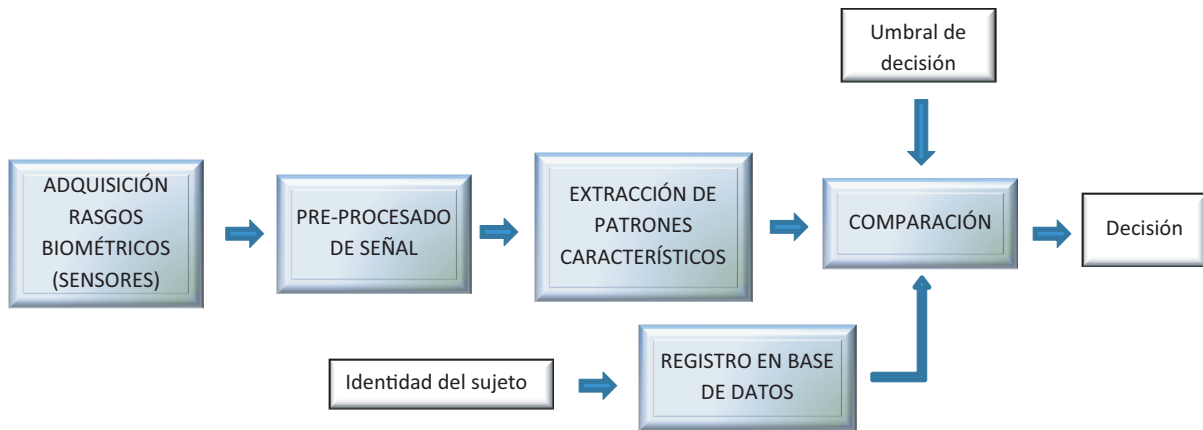 Umbral de
decisión
ADQUISICIÓN
RASGOS
BIOMÉTRICOS
(SENSORES)
PRE-PROCESADO
DE SEÑAL
EXTRACCIÓN DE
PATRONES
CARACTERÍSTICOS
COMPARACIÓN
Decisión
Identidad del sujeto
REGISTRO EN BASE
DE DATOS